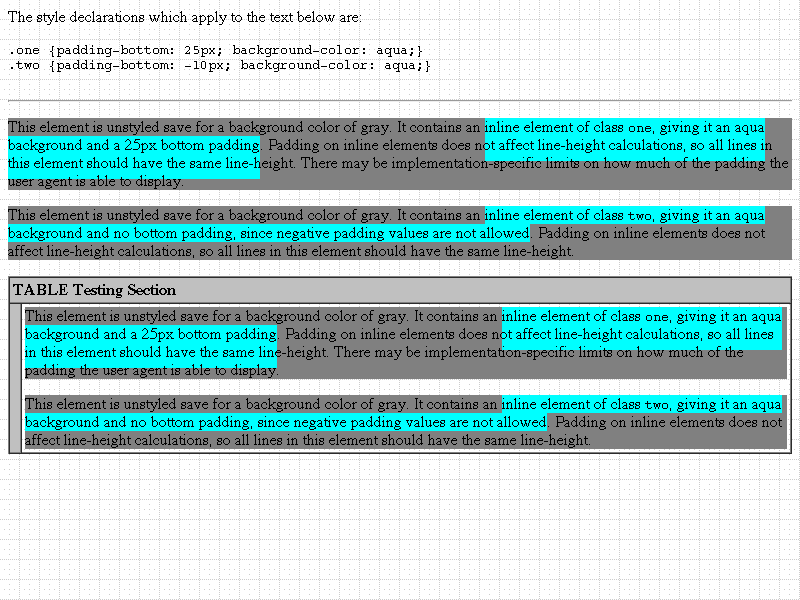 The style declarations which apply to the text below are:
.one {padding-bottom: 25px; background-color: aqua;}
.two {padding-bottom: -10px; background-color: aqua;}
This element is unstyled save for a background color of gray. It contains an inline element of class one, giving it an aqua
background and a 25px bottom padding. Padding on inline elements does not affect line-height calculations, so all lines in
this element should have the same line-height. There may be implementation-specific limits on how much of the padding the
user agent is able to display.
This element is unstyled save for a background color of gray. It contains an inline element of class two, giving it an aqua
background and no bottom padding, since negative padding values are not allowed. Padding on inline elements does not
affect line-height calculations, so all lines in this element should have the same line-height.
TABLE Testing Section
This element is unstyled save for a background color of gray. It contains an inline element of class one, giving it an aqua
background and a 25px bottom padding. Padding on inline elements does not affect line-height calculations, so all lines
in this element should have the same line-height. There may be implementation-specific limits on how much of the
padding the user agent is able to display.
This element is unstyled save for a background color of gray. It contains an inline element of class two, giving it an aqua
background and no bottom padding, since negative padding values are not allowed. Padding on inline elements does not
affect line-height calculations, so all lines in this element should have the same line-height.